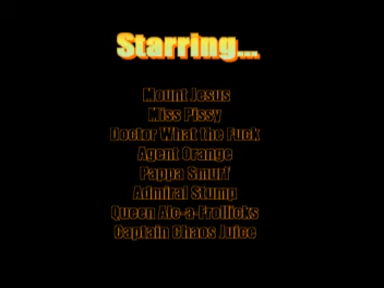 Starring...
Mount Jesus
Miss Pissy
Doctor What the Fuck
Agent Orange
Pappa Smurf
Admiral Stump
Queen Alc-a-Frollicks
Captain Chaos Juice